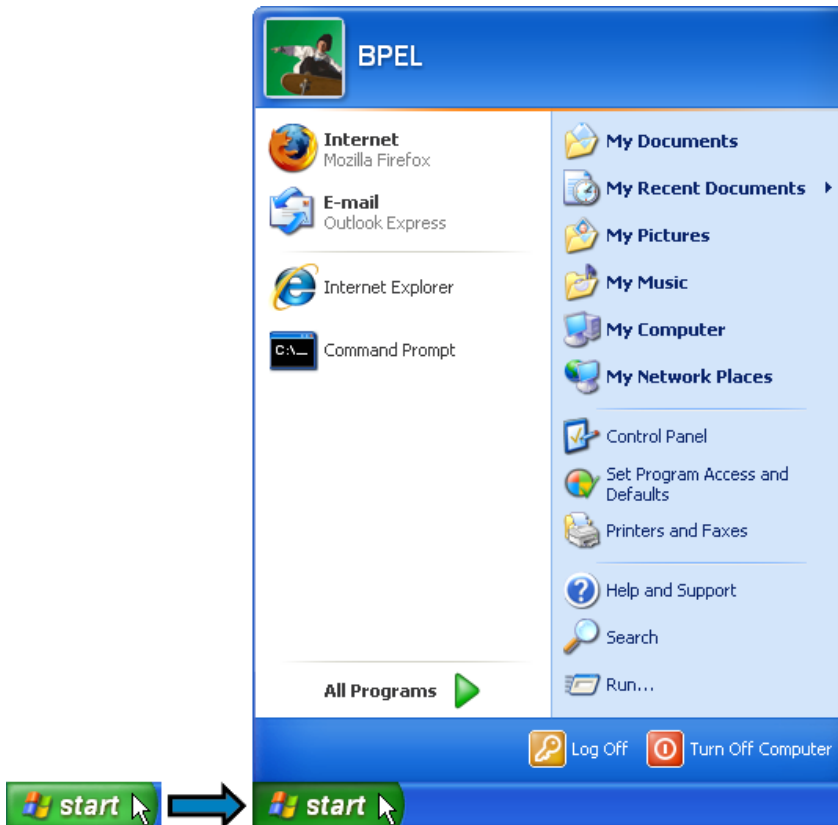 BPEL
Internet
Mozilla Firefox
E-mail
Outlook Express
Internet Explorer
C:\_
Command Prompt
All Programs
My Documents
My Recent Documents
My Pictures
My Music
My Computer
My Network Places
Control Panel
Set Program Access and
Defaults
Printers and Faxes
Help and Support
Search
Run...
Log Off
Turn Off Computer
start
start